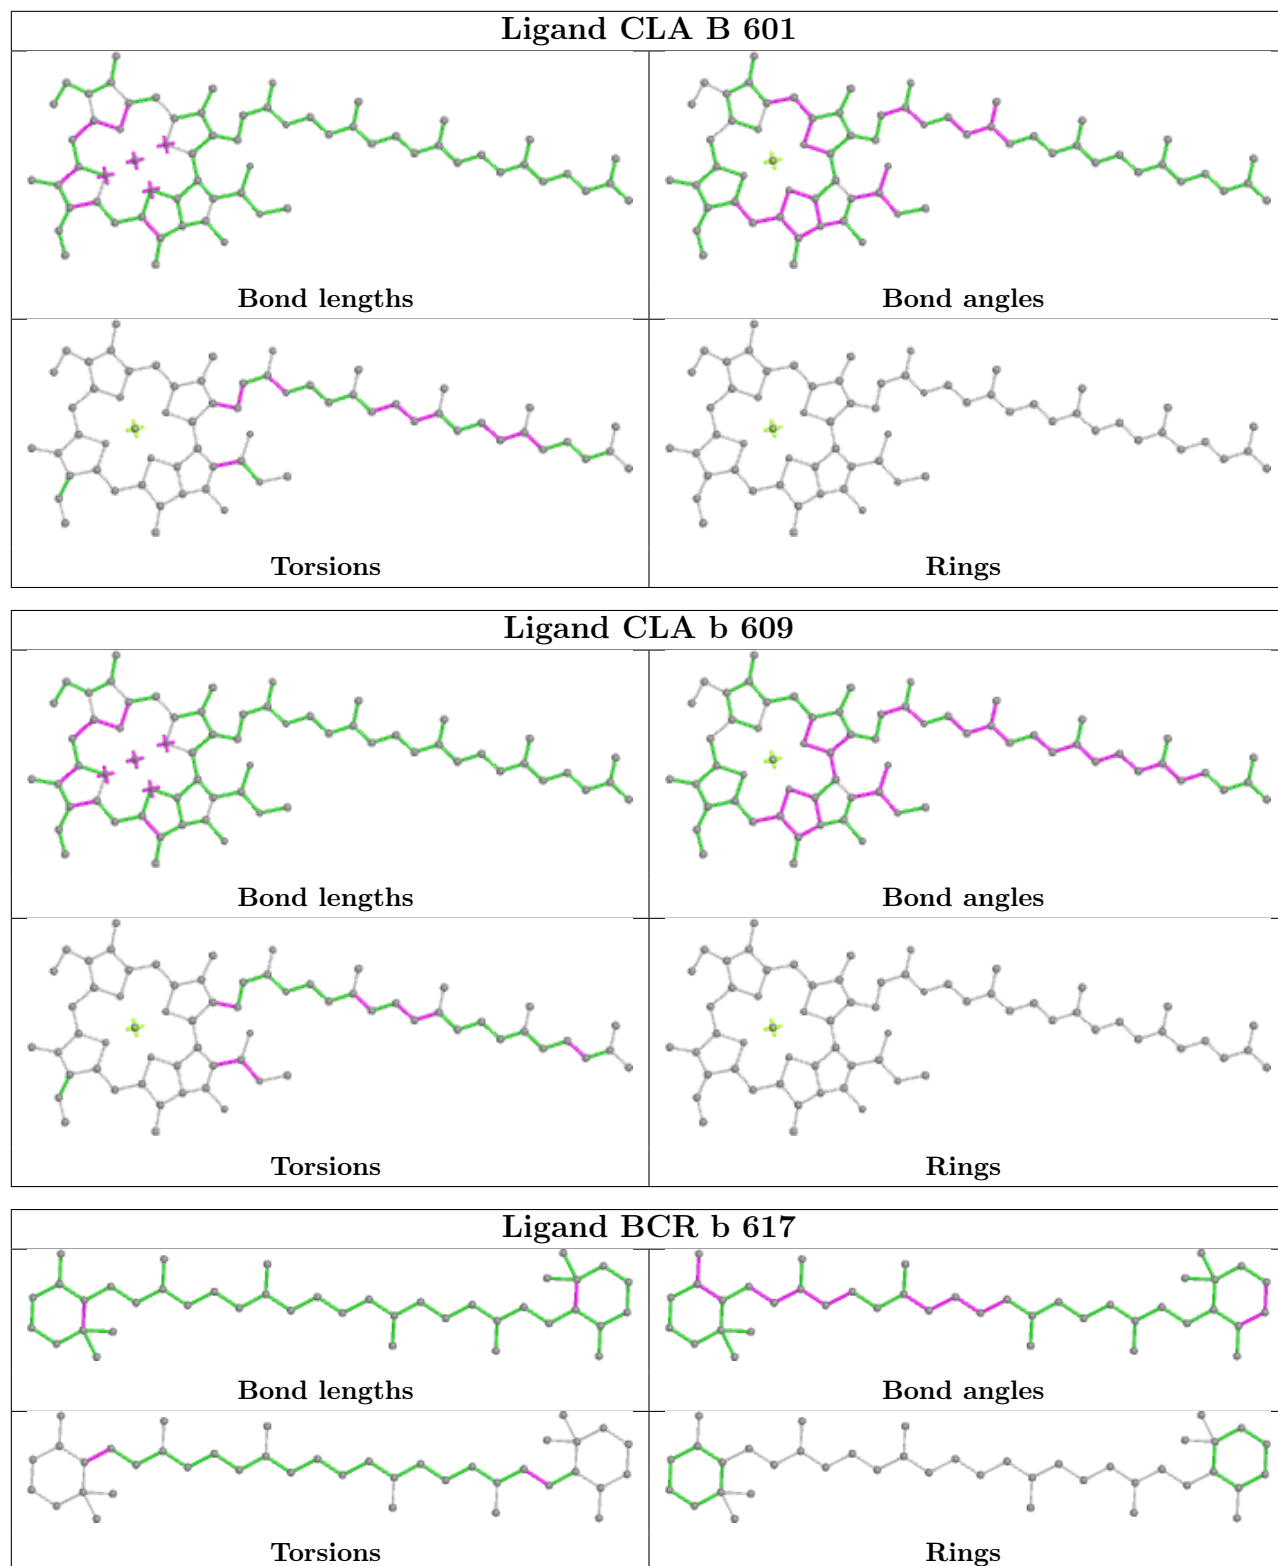 Ligand CLA B 601
Bond lengths
Bond angles
Torsions
Rings
Ligand CLA b 609
Bond lengths
Bond angles
Torsions
Rings
Ligand BCR b 617
Bond lengths
Bond angles
Torsions
Rings